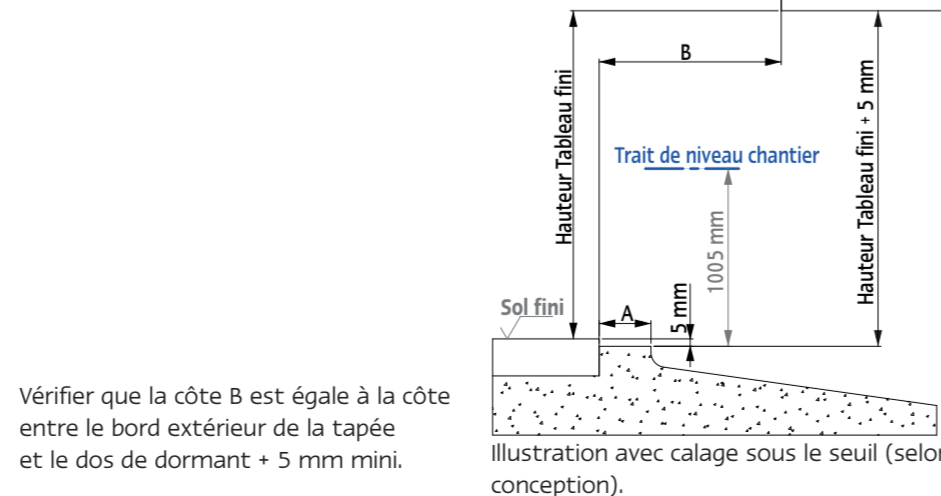 Hauteur Tableau fini
B
Hauteur Tableau fini + 5 mm
Trait de niveau chantier
1005 mm
Sol fini
A
5 mm
Vérifier que la côte B est égale à la côte
entre le bord extérieur de la tapée
et le dos de dormant + 5 mm mini.
Illustration avec calage sous le seuil (selon
conception).